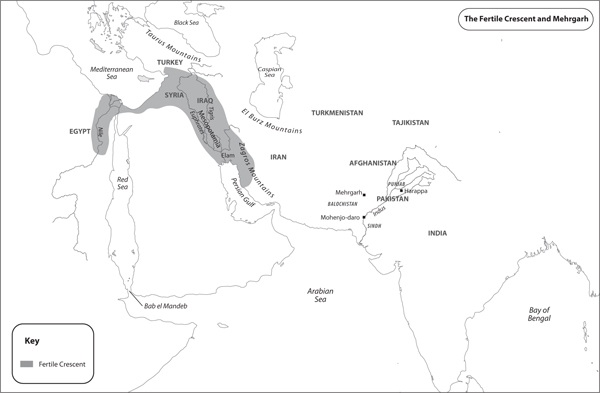 The Fertile Crescent and Mehrgarh
Black Sea
Taurus Mountains
TURKEY
Mediterranean
Sea
Caspian
Sea
SYRIA
IRAQ
Tigris
Mesopotamia
Euphrates
El Burz Mountains
TURKMENISTAN
TAJIKISTAN
EGYPT
Nile
Elam
Zagros Mountains
IRAN
AFGHANISTAN
Red
Sea
Persian Gulf
Mehrgarh
BALOCHISTAN
PUNJAB
Harappa
PAKISTAN
Indus
Mohenjo-daro
SINDH
INDIA
Arabian
Sea
Bab el Mandeb
Bay of
Bengal
Key
Fertile Crescent